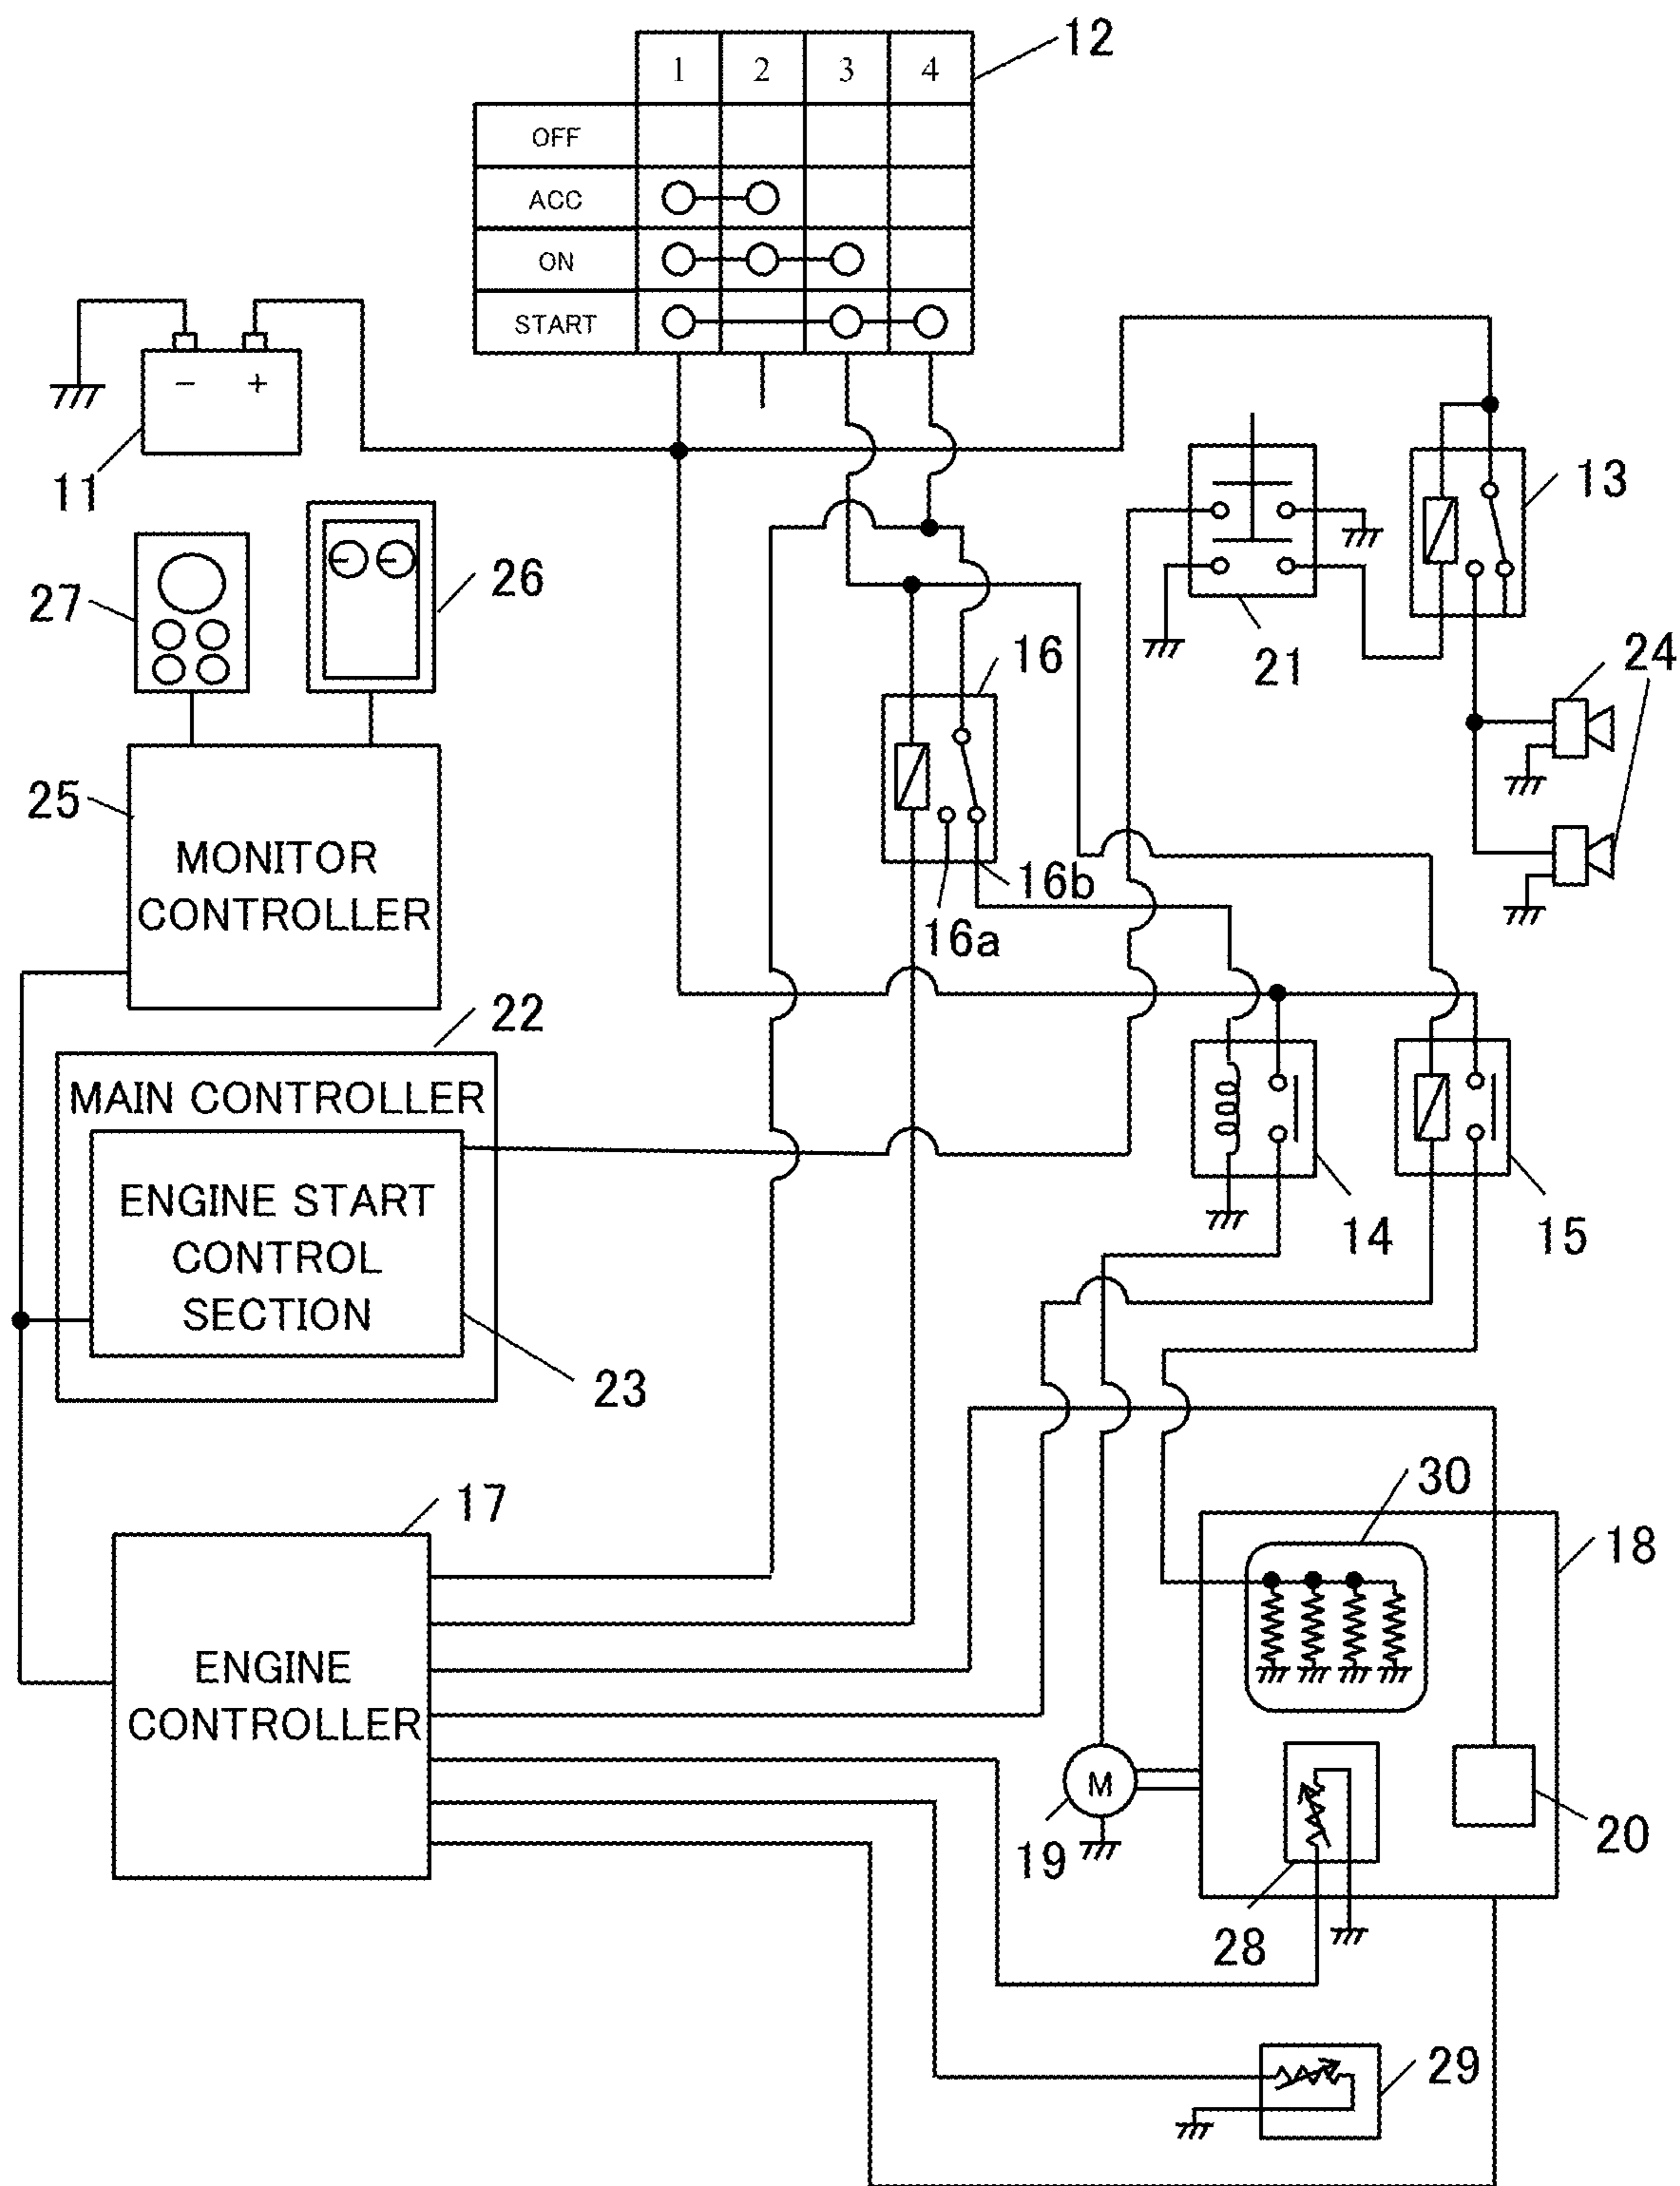 12
1 2 3 4
OFF
ACC
ON
START
− +
11
13
27
26
21
24
16
25
MONITOR
CONTROLLER
16b
16a
22
MAIN CONTROLLER
ENGINE START
CONTROL
SECTION
14
15
23
17
30
18
ENGINE
CONTROLLER
M
19
20
28
29